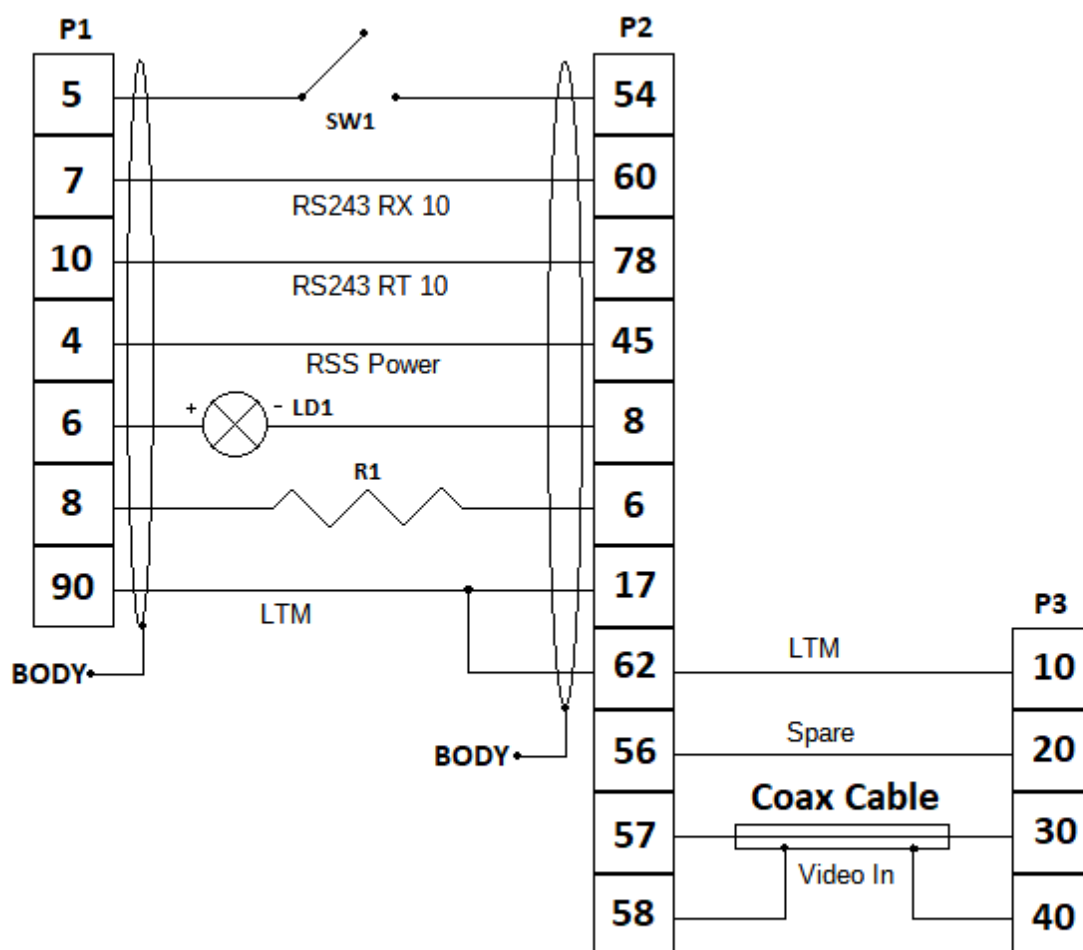 P1
P2
5
54
SW1
7
60
RS243 RX 10
10
78
RS243 RT 10
4
45
RSS Power
6
+
-
LD1
8
R1
8
6
90
17
LTM
P3
62
LTM
10
BODY
BODY
56
Spare
20
Coax Cable
57
30
Video In
58
40